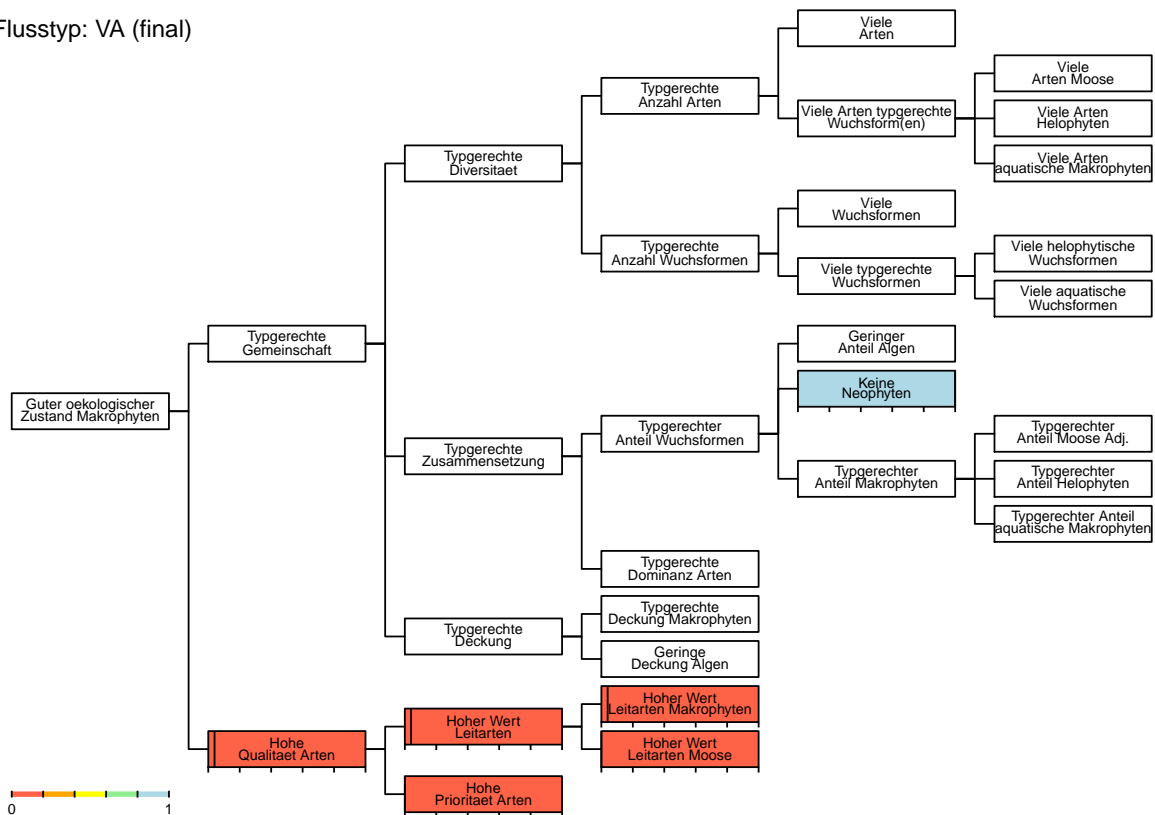 Flusstyp: VA (final)
Viele
Arten
Viele
Arten Moose
Typgerechte
Anzahl Arten
Viele Arten typgerechte
Wuchsform(en)
Viele Arten
Helophyten
Viele Arten
aquatische Makrophyten
Typgerechte
Diversitaet
Viele
Wuchsformen
Typgerechte
Anzahl Wuchsformen
Viele helophytische
Wuchsformen
Viele typgerechte
Wuchsformen
Viele aquatische
Wuchsformen
Typgerechte
Gemeinschaft
Geringer
Anteil Algen
Keine
Neophyten
Guter oekologischer
Zustand Makrophyten
Typgerechte
Zusammensetzung
Typgerechter
Anteil Wuchsformen
Typgerechter
Anteil Moose Adj.
Typgerechter
Anteil Makrophyten
Typgerechter
Anteil Helophyten
Typgerechter Anteil
aquatische Makrophyten
Typgerechte
Dominanz Arten
Typgerechte
Deckung
Typgerechte
Deckung Makrophyten
Geringe
Deckung Algen
Hohe
Qualitaet Arten
Hoher Wert
Leitarten
Hoher Wert
Leitarten Makrophyten
Hoher Wert
Leitarten Moose
Hohe
Prioritaet Arten
0
1